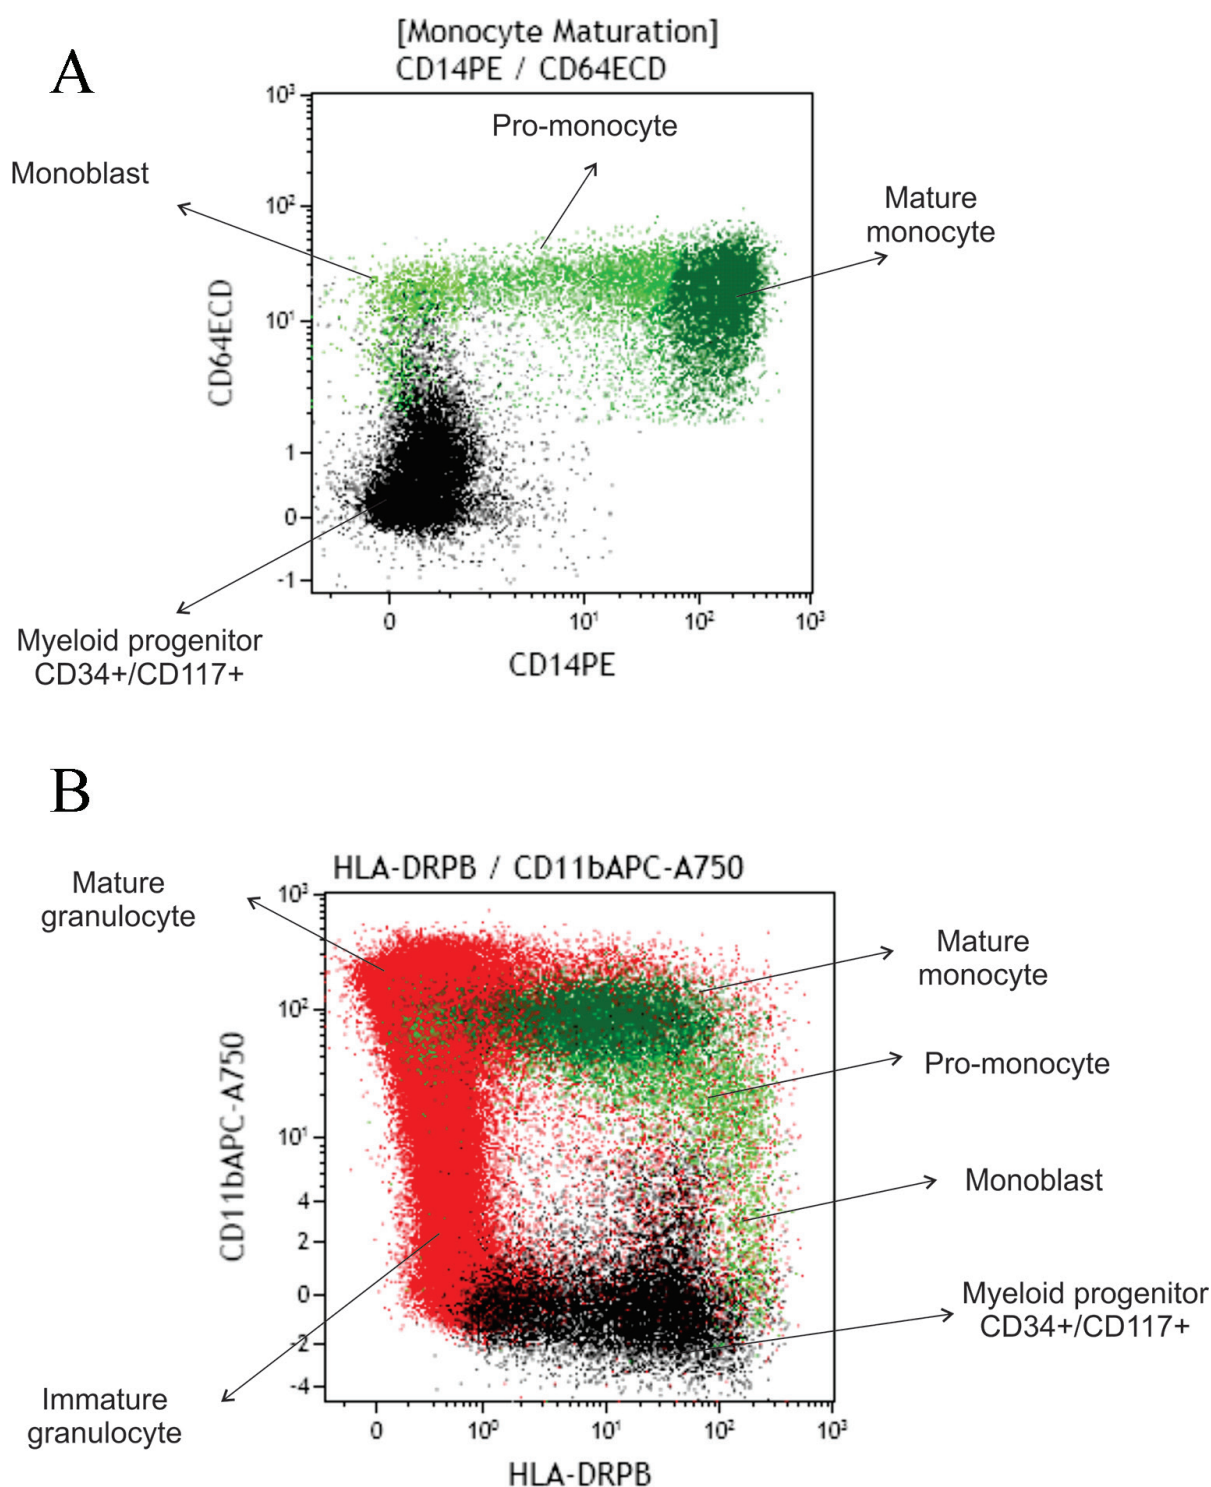 A
[Monocyte Maturation]
CD14PE / CD64ECD
10³
10²
10¹
1
0
-1
CD64ECD
0
10¹
10²
10³
CD14PE
Monoblast
Pro-monocyte
Mature
monocyte
Myeloid progenitor
CD34+/CD117+
B
HLA-DRPB / CD11bAPC-A750
10³
10²
10¹
4
2
0
-2
-4
CD11bAPC-A750
0
10⁰
10¹
10²
10³
HLA-DRPB
Mature
granulocyte
Mature
monocyte
Pro-monocyte
Monoblast
Myeloid progenitor
CD34+/CD117+
Immature
granulocyte